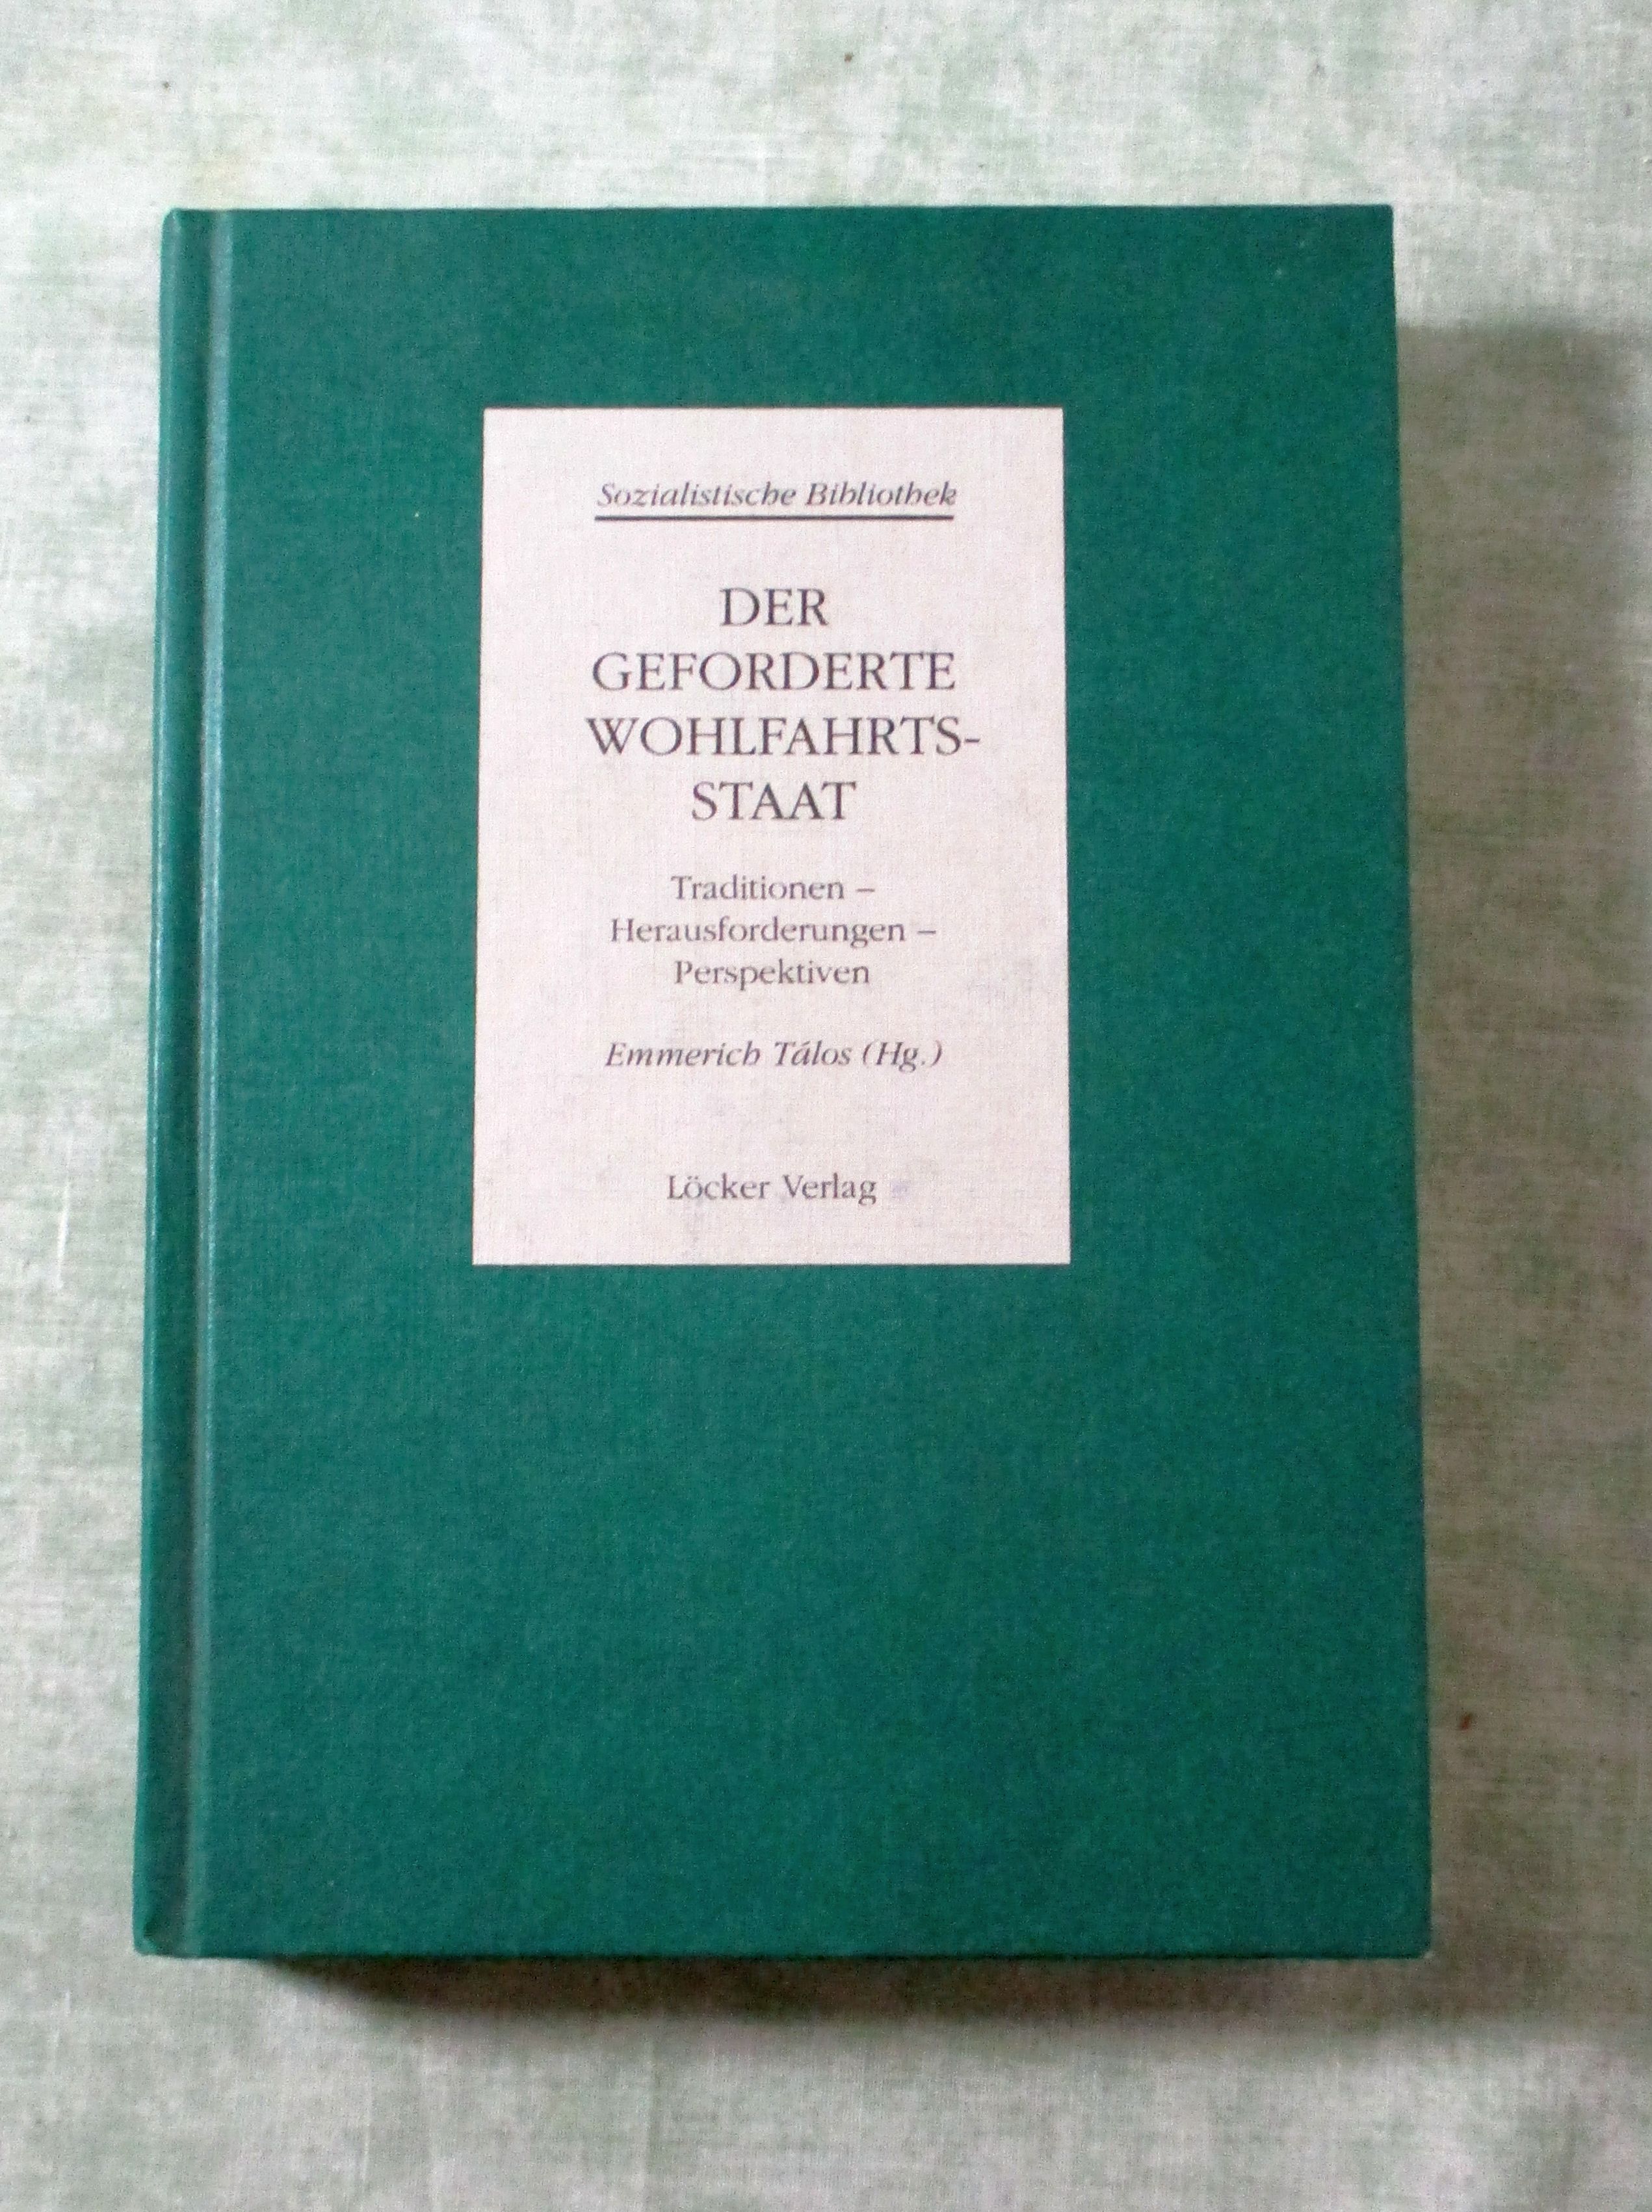 Sozialistische Bibliothek
DER
GEFORDERTE
WOHLFAHRTS-
STAAT
Traditionen –
Herausforderungen –
Perspektiven
Emmerich Tálos (Hg.)
Löcker Verlag